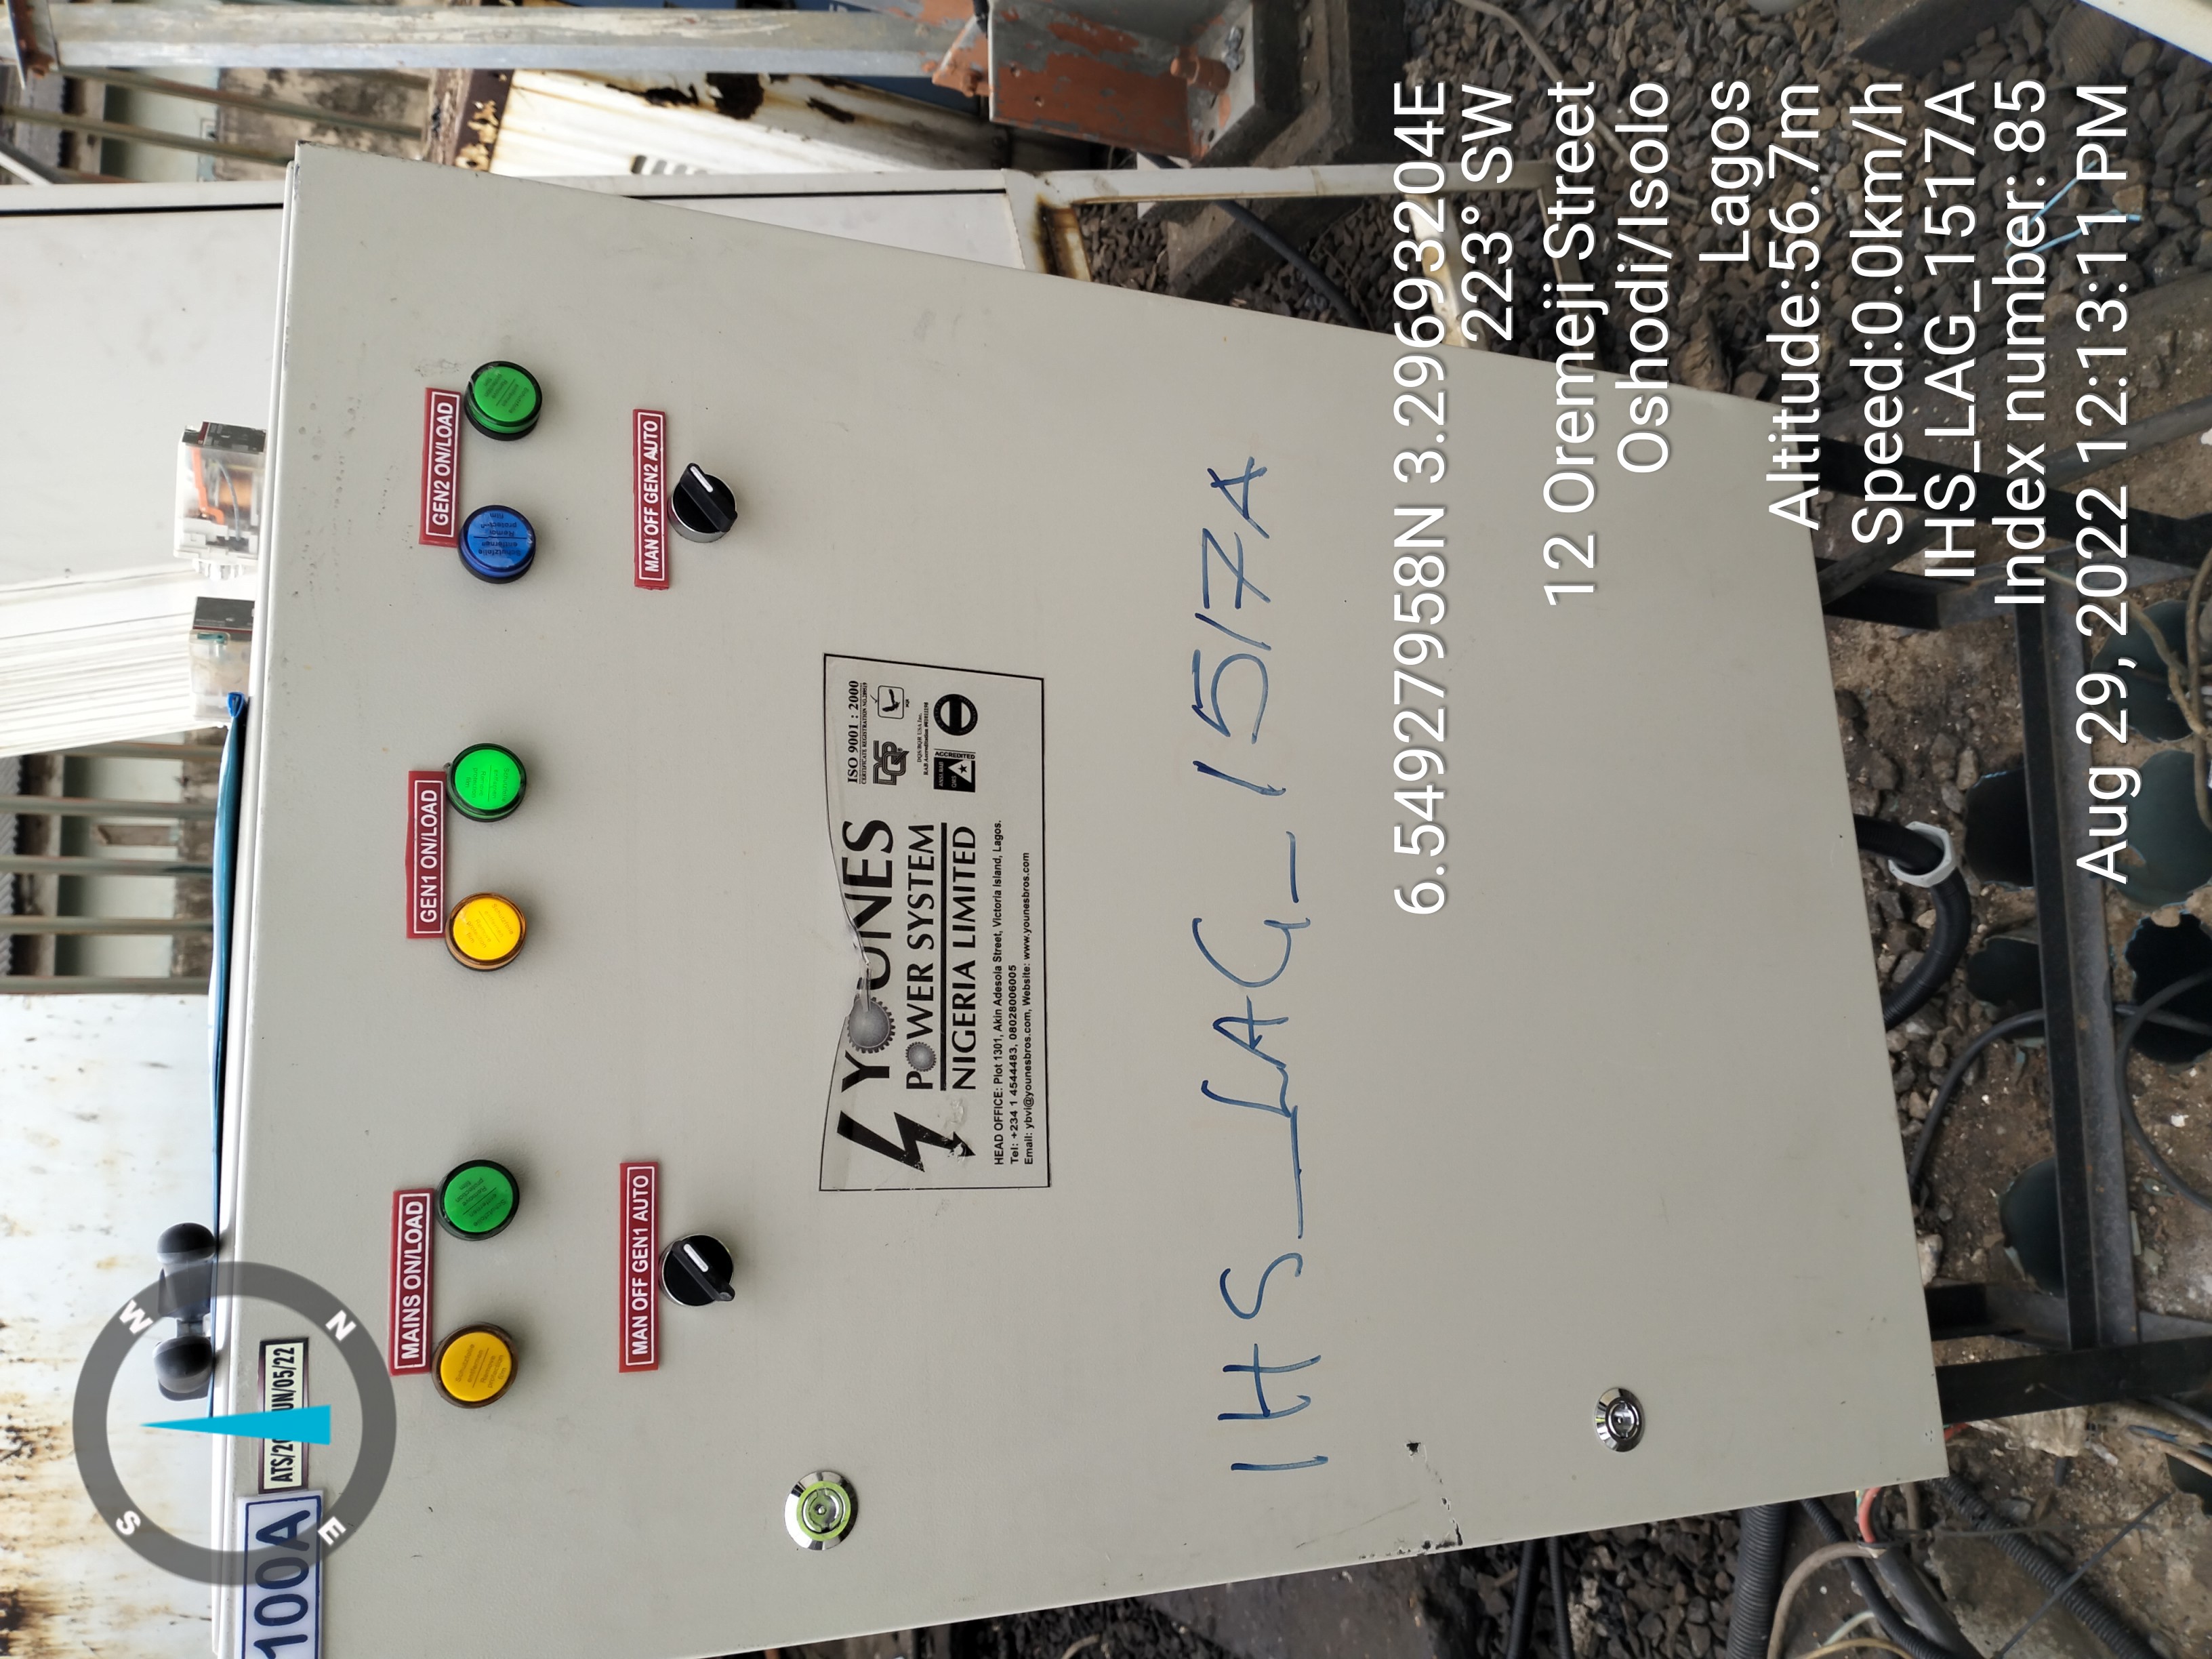 S W
E N
100A
MAINS ON/LOAD
GEN1 ON/LOAD
GEN2 ON/LOAD
MAN OFF GEN1 AUTO
MAN OFF GEN2 AUTO
YOUNES
POWER SYSTEM
NIGERIA LIMITED
ISO 9001 : 2000
HEAD OFFICE: Plot 1301, Akin Adesola Street, Victoria Island, Lagos.
Tel: +234 1 4544483, 08028006005
Email: ybvi@younesbros.com, Website: www.younesbros.com
IHS_LAG_1517A
6.54927958N 3.29693204E
223° SW
12 Oremeji Street
Oshodi/Isolo
Lagos
Altitude:56.7m
Speed:0.0km/h
IHS_LAG_1517A
Index number: 85
Aug 29, 2022 12:13:11 PM